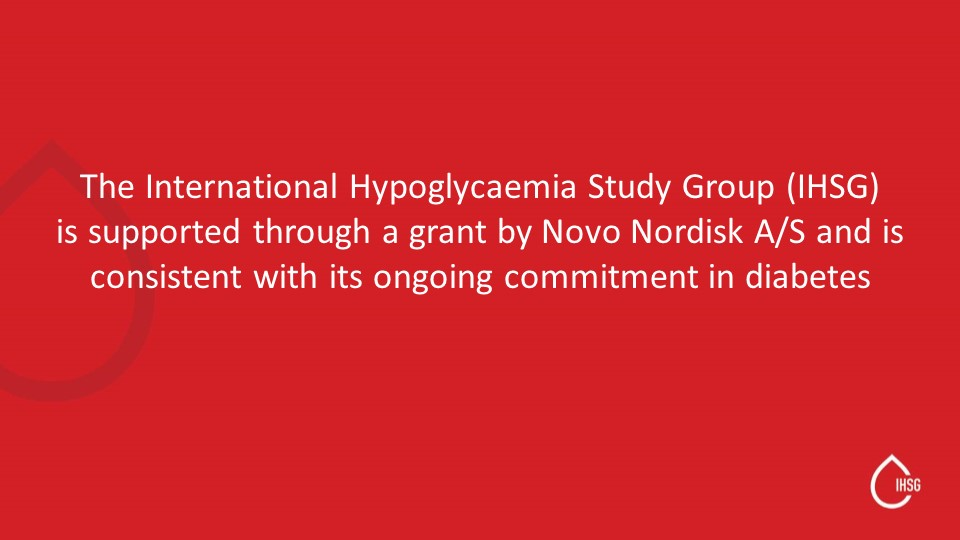 The International Hypoglycaemia Study Group (IHSG)
is supported through a grant by Novo Nordisk A/S and is
consistent with its ongoing commitment in diabetes
IHSG